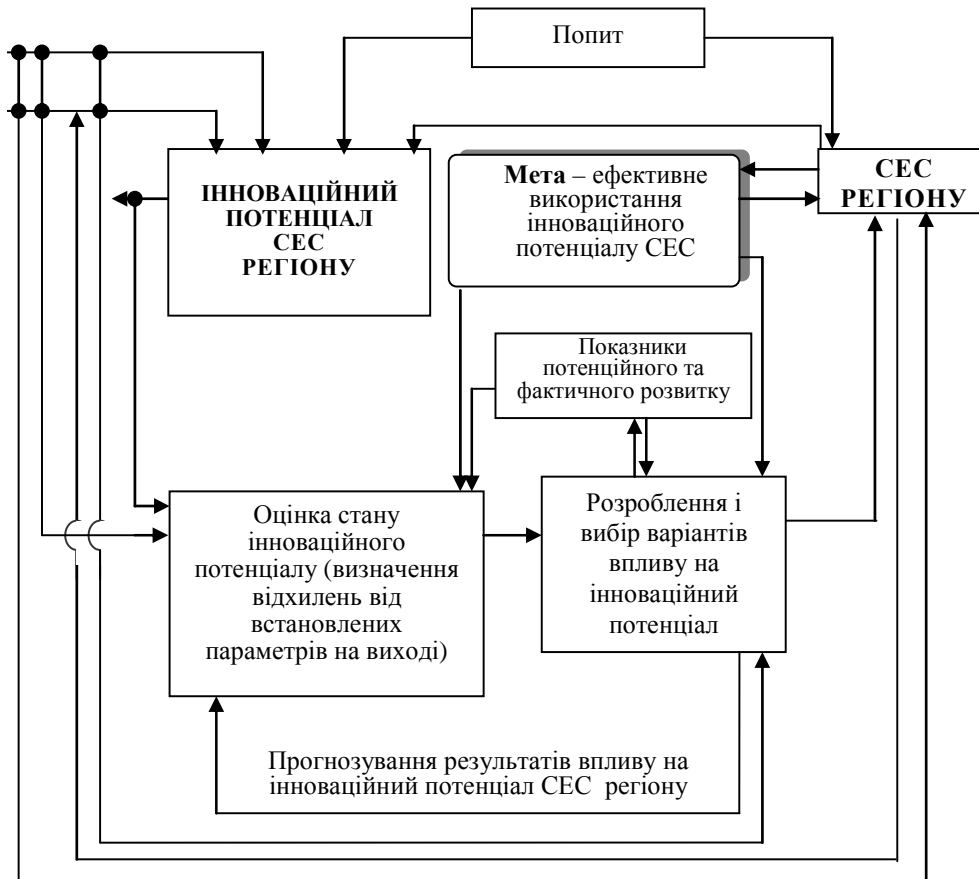 Попит
ІННОВАЦІЙНИЙ
ПОТЕНЦІАЛ
СЕС
РЕГІОНУ
Мета – ефективне
використання
інноваційного
потенціалу СЕС
СЕС
РЕГІОНУ
Показники
потенційного та
фактичного розвитку
Оцінка стану
інноваційного
потенціалу (визначення
відхилень від
встановлених
параметрів на виході)
Розроблення і
вибір варіантів
впливу на
інноваційний
потенціал
Прогнозування результатів впливу на
інноваційний потенціал СЕС регіону